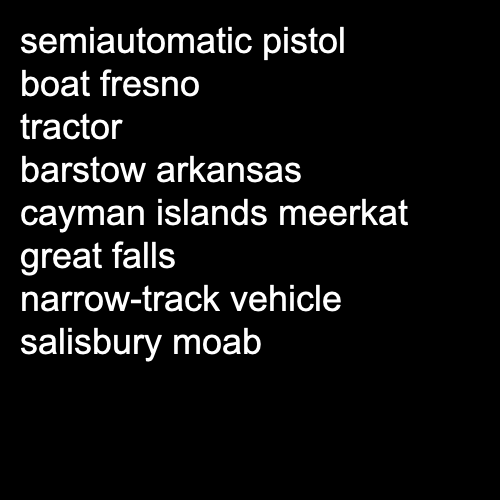 semiautomatic pistol
boat fresno
tractor
barstow arkansas
cayman islands meerkat
great falls
narrow-track vehicle
salisbury moab